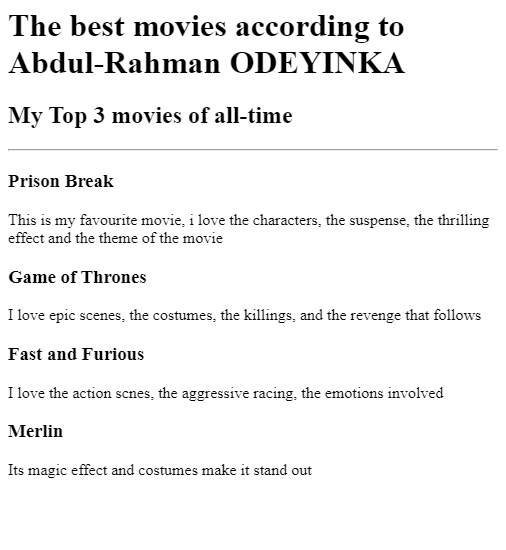 The best movies according to
Abdul-Rahman ODEYINKA
My Top 3 movies of all-time
Prison Break
This is my favourite movie, i love the characters, the suspense, the thrilling
effect and the theme of the movie
Game of Thrones
I love epic scenes, the costumes, the killings, and the revenge that follows
Fast and Furious
I love the action scnes, the aggressive racing, the emotions involved
Merlin
Its magic effect and costumes make it stand out